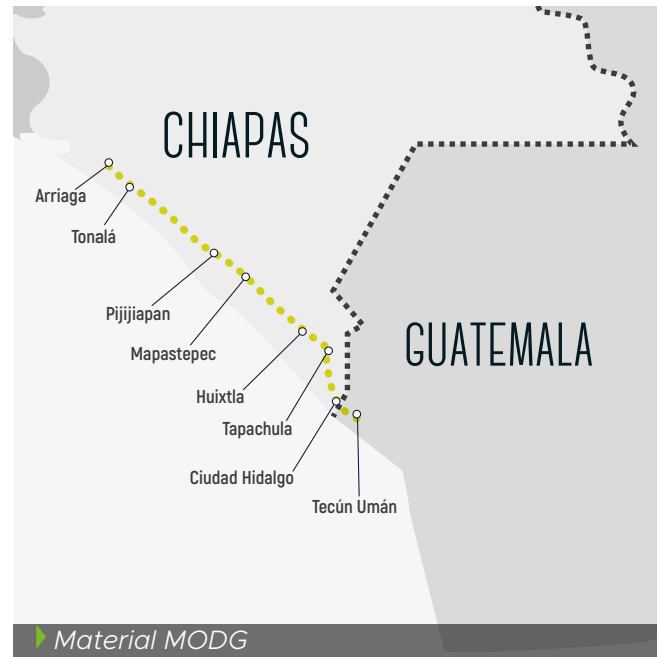 CHIAPAS
Arriaga
Tonalá
Pijijiapan
Mapastepec
GUATEMALA
Huixtla
Tapachula
Ciudad Hidalgo
Tecún Umán
Material MODG